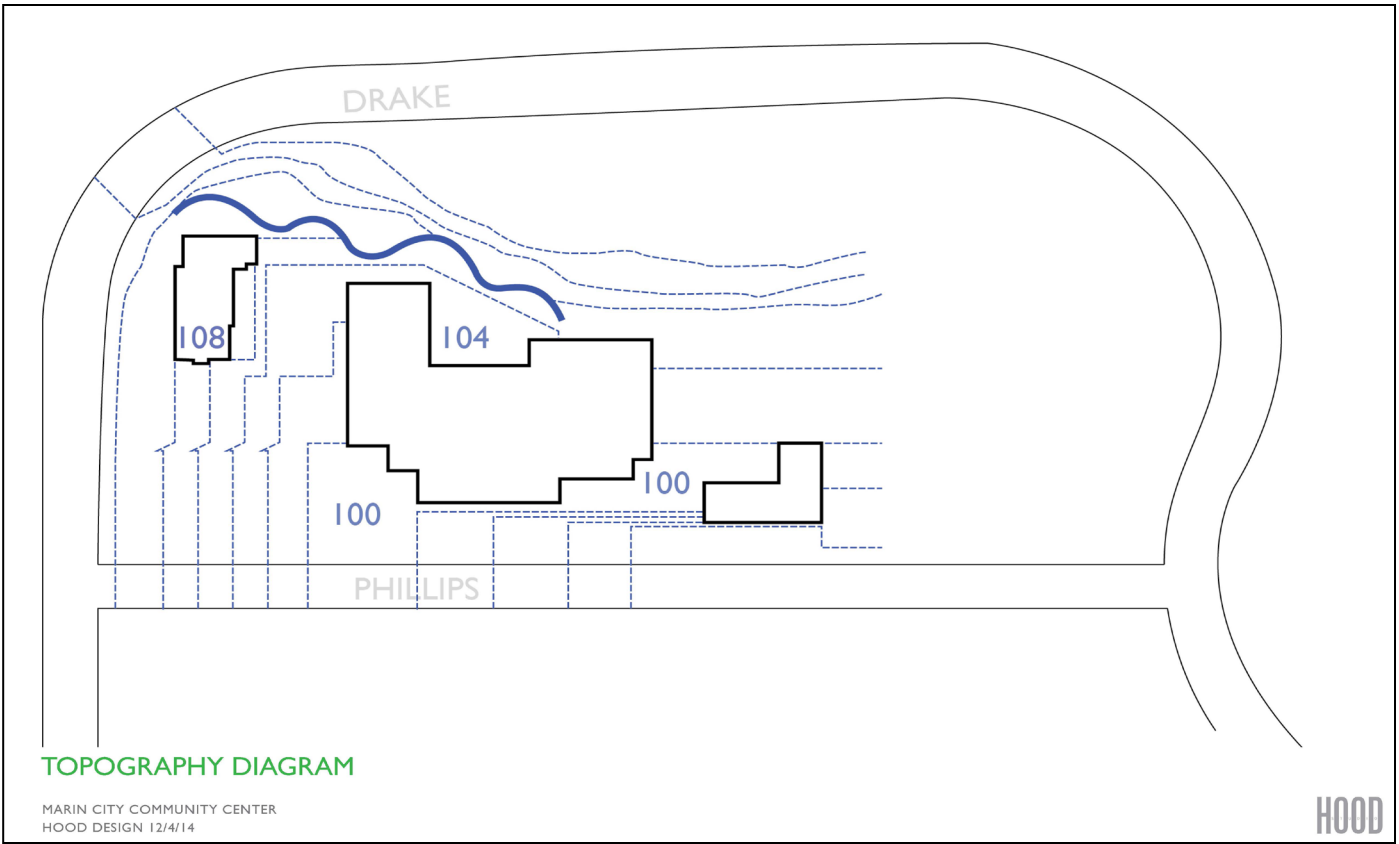 DRAKE
108
104
100
100
PHILLIPS
TOPOGRAPHY DIAGRAM
MARIN CITY COMMUNITY CENTER
HOOD DESIGN 12/4/14
HOOD